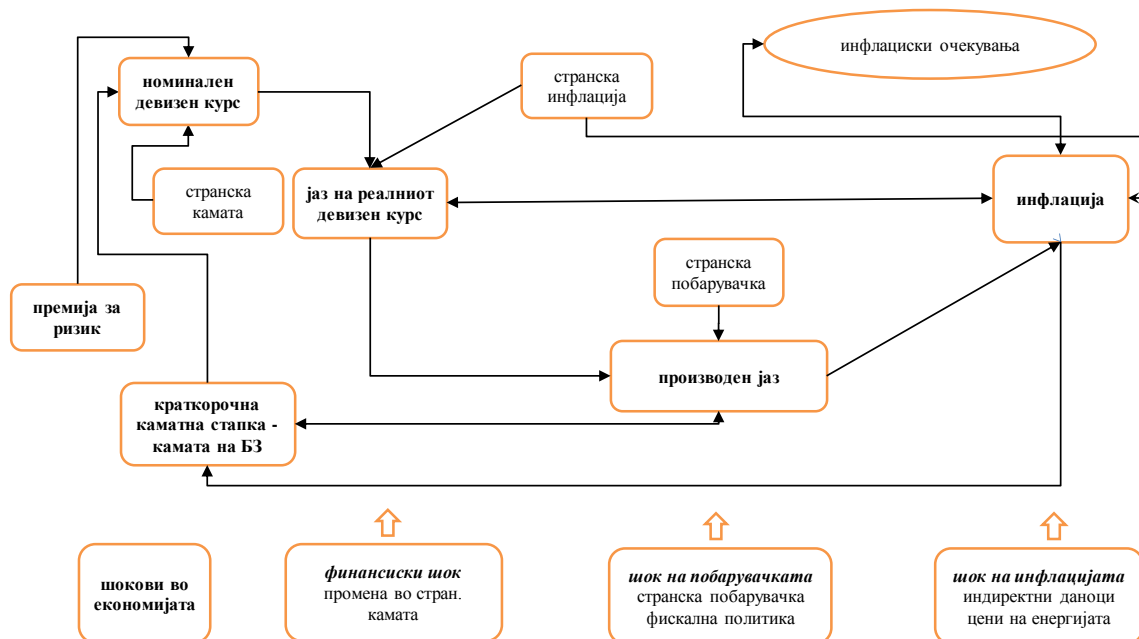 инфлациски очекувања
номинален
девизен курс
странска
инфлација
странска
камата
јаз на реалниот
девизен курс
инфлација
странска
побарувачка
премија за
ризик
производен јаз
краткорочна
каматна стапка -
камата на БЗ
шокови во
економијата
финансиски шок
промена во стран.
камата
шок на побарувачката
странска побарувачка
фискална политика
шок на инфлацијата
индиректни даноци
цени на енергијата